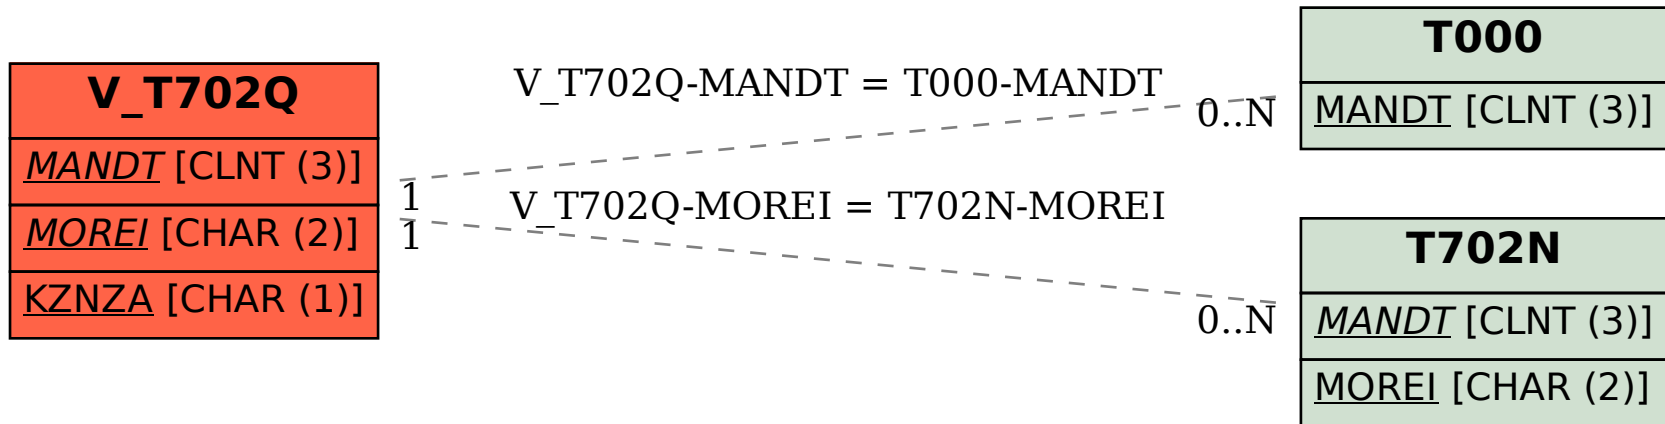 V_T702Q
MANDT [CLNT (3)]
MOREI [CHAR (2)]
KZNZA [CHAR (1)]
V_T702Q-MANDT = T000-MANDT
0..N
1
V_T702Q-MOREI = T702N-MOREI
1
0..N
T000
MANDT [CLNT (3)]
T702N
MANDT [CLNT (3)]
MOREI [CHAR (2)]